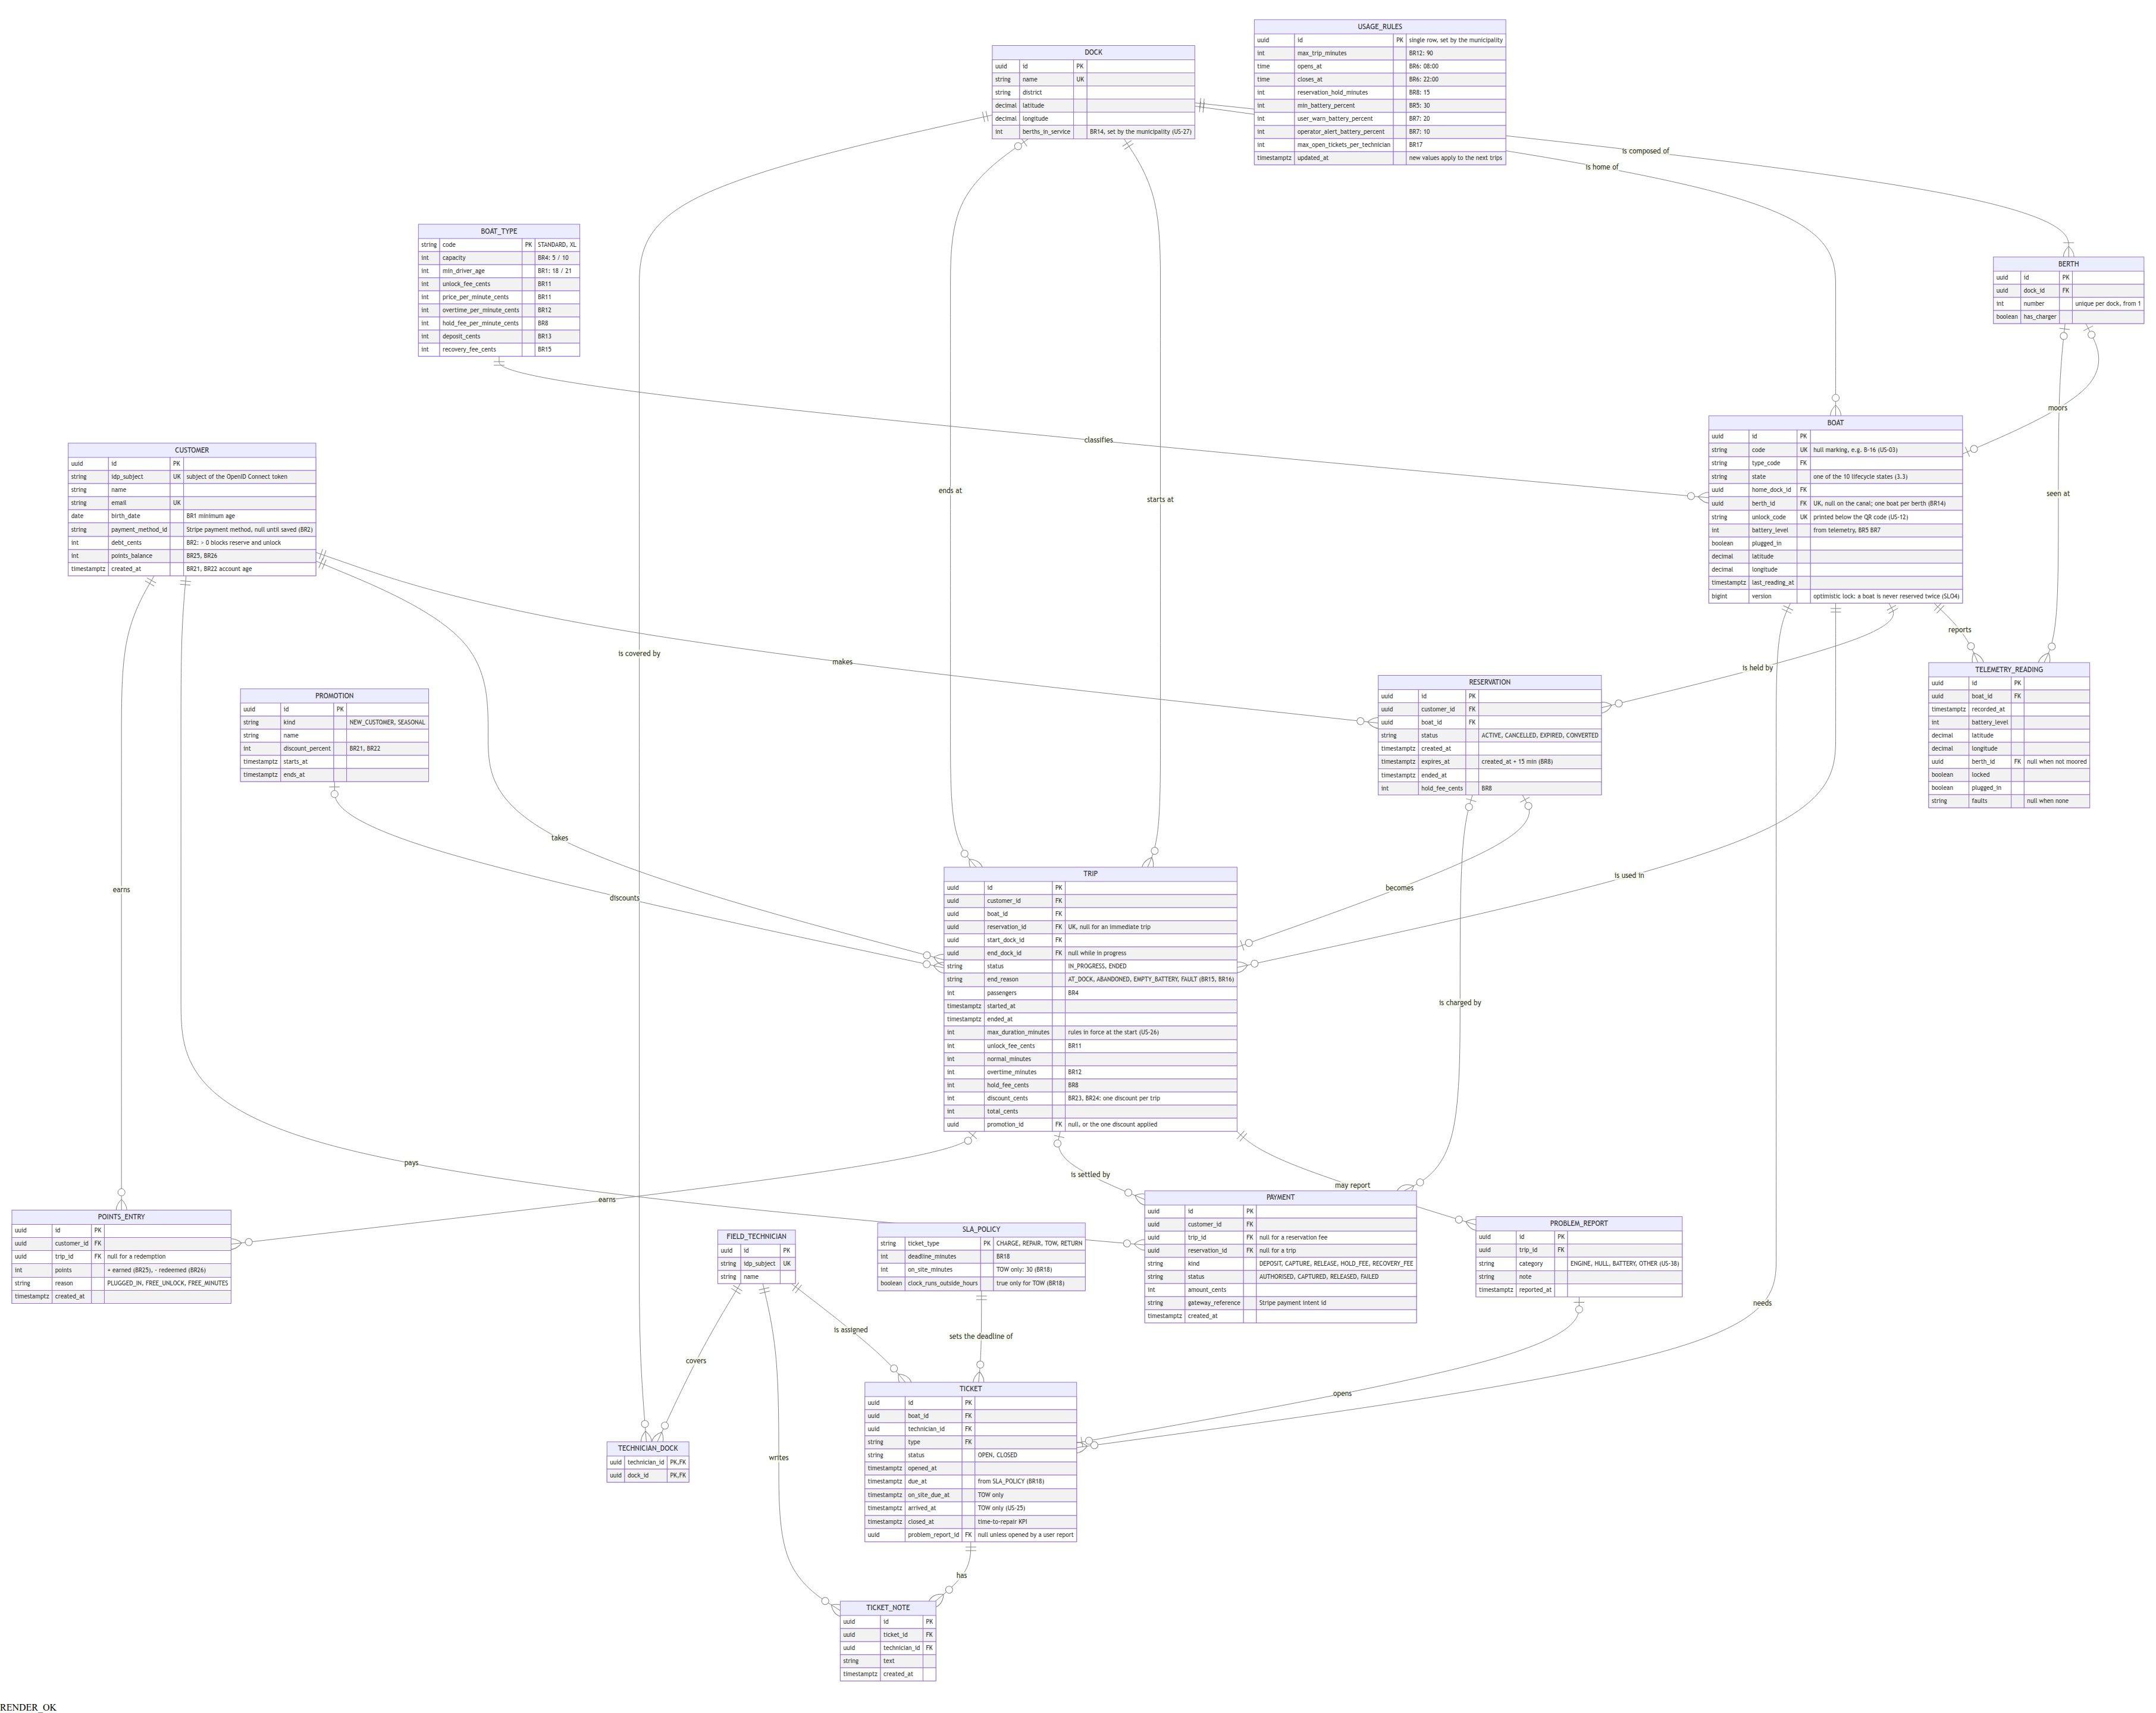 USAGE_RULES
uuid id PK single row, set by the municipality
int max_trip_minutes BR12: 90
time opens_at BR6: 08:00
time closes_at BR6: 22:00
int reservation_hold_minutes BR8: 15
int min_battery_percent BR5: 30
int user_warn_battery_percent BR7: 20
int operator_alert_battery_percent BR7: 10
int max_open_tickets_per_technician BR17
timestamptz updated_at new values apply to the next trips
DOCK
uuid id PK
string name UK
string district
decimal latitude
decimal longitude
int berths_in_service BR14, set by the municipality (US-27)
is composed of
is home of
BOAT_TYPE
string code PK STANDARD, XL
int capacity BR4: 5 / 10
int min_driver_age BR1: 18 / 21
int unlock_fee_cents BR11
int price_per_minute_cents BR11
int overtime_per_minute_cents BR12
int hold_fee_per_minute_cents BR8
int deposit_cents BR13
int recovery_fee_cents BR15
BERTH
uuid id PK
uuid dock_id FK
int number unique per dock, from 1
boolean has_charger
moors
classifies
ends at
starts at
seen at
CUSTOMER
uuid id PK
string idp_subject UK subject of the OpenID Connect token
string name
string email UK
date birth_date BR1 minimum age
string payment_method_id Stripe payment method, null until saved (BR2)
int debt_cents BR2: > 0 blocks reserve and unlock
int points_balance BR25, BR26
timestamptz created_at BR21, BR22 account age
BOAT
uuid id PK
string code UK hull marking, e.g. B-16 (US-03)
string type_code FK
string state one of the 10 lifecycle states (3.3)
uuid home_dock_id FK
uuid berth_id FK UK, null on the canal; one boat per berth (BR14)
string unlock_code UK printed below the QR code (US-12)
int battery_level from telemetry, BR5 BR7
boolean plugged_in
decimal latitude
decimal longitude
timestamptz last_reading_at
bigint version optimistic lock: a boat is never reserved twice (SLO4)
reports
is covered by
makes
is held by
PROMOTION
uuid id PK
string kind NEW_CUSTOMER, SEASONAL
string name
int discount_percent BR21, BR22
timestamptz starts_at
timestamptz ends_at
RESERVATION
uuid id PK
uuid customer_id FK
uuid boat_id FK
string status ACTIVE, CANCELLED, EXPIRED, CONVERTED
timestamptz created_at
timestamptz expires_at created_at + 15 min (BR8)
timestamptz ended_at
int hold_fee_cents BR8
TELEMETRY_READING
uuid id PK
uuid boat_id FK
timestamptz recorded_at
int battery_level
decimal latitude
decimal longitude
uuid berth_id FK null when not moored
boolean locked
boolean plugged_in
string faults null when none
takes
earns
discounts
becomes
is used in
TRIP
uuid id PK
uuid customer_id FK
uuid boat_id FK
uuid reservation_id FK UK, null for an immediate trip
uuid start_dock_id FK
uuid end_dock_id FK null while in progress
string status IN_PROGRESS, ENDED
string end_reason AT_DOCK, ABANDONED, EMPTY_BATTERY, FAULT (BR15, BR16)
int passengers BR4
timestamptz started_at
timestamptz ended_at
int max_duration_minutes rules in force at the start (US-26)
int unlock_fee_cents BR11
int normal_minutes
int overtime_minutes BR12
int hold_fee_cents BR8
int discount_cents BR23, BR24: one discount per trip
int total_cents
uuid promotion_id FK null, or the one discount applied
is charged by
pays
is settled by
may report
earns
POINTS_ENTRY
uuid id PK
uuid customer_id FK
uuid trip_id FK null for a redemption
int points + earned (BR25), - redeemed (BR26)
string reason PLUGGED_IN, FREE_UNLOCK, FREE_MINUTES
timestamptz created_at
FIELD_TECHNICIAN
uuid id PK
string idp_subject UK
string name
SLA_POLICY
string ticket_type PK CHARGE, REPAIR, TOW, RETURN
int deadline_minutes BR18
int on_site_minutes TOW only: 30 (BR18)
boolean clock_runs_outside_hours true only for TOW (BR18)
PAYMENT
uuid id PK
uuid customer_id FK
uuid trip_id FK null for a reservation fee
uuid reservation_id FK null for a trip
string kind DEPOSIT, CAPTURE, RELEASE, HOLD_FEE, RECOVERY_FEE
string status AUTHORISED, CAPTURED, RELEASED, FAILED
int amount_cents
string gateway_reference Stripe payment intent id
timestamptz created_at
PROBLEM_REPORT
uuid id PK
uuid trip_id FK
string category ENGINE, HULL, BATTERY, OTHER (US-38)
string note
timestamptz reported_at
needs
is assigned
sets the deadline of
covers
opens
TICKET
uuid id PK
uuid boat_id FK
uuid technician_id FK
string type FK
string status OPEN, CLOSED
timestamptz opened_at
timestamptz due_at from SLA_POLICY (BR18)
timestamptz on_site_due_at TOW only
timestamptz arrived_at TOW only (US-25)
timestamptz closed_at time-to-repair KPI
uuid problem_report_id FK null unless opened by a user report
TECHNICIAN_DOCK
uuid technician_id PK,FK
uuid dock_id PK,FK
writes
has
TICKET_NOTE
uuid id PK
uuid ticket_id FK
uuid technician_id FK
string text
timestamptz created_at
RENDER_OK